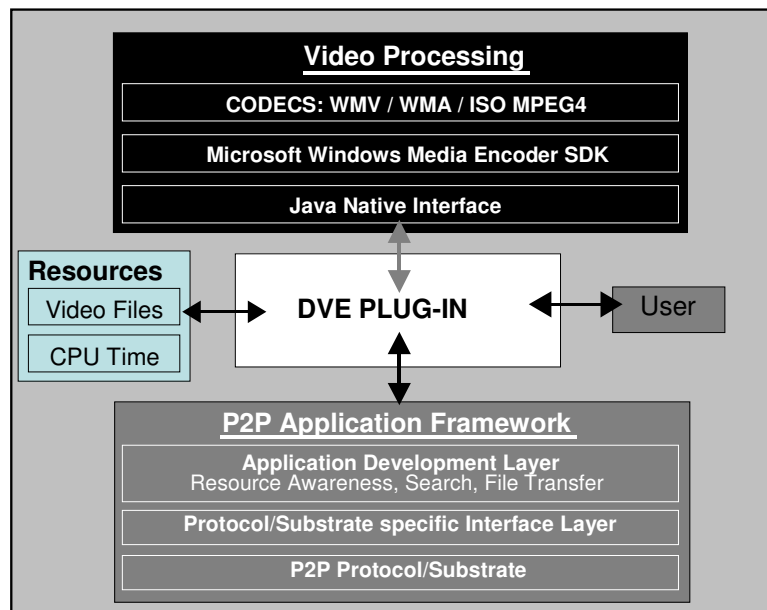 Video Processing
CODECS: WMV / WMA / ISO MPEG4
Microsoft Windows Media Encoder SDK
Java Native Interface
Resources
Video Files
CPU Time
DVE PLUG-IN
User
P2P Application Framework
Application Development Layer
Resource Awareness, Search, File Transfer
Protocol/Substrate specific Interface Layer
P2P Protocol/Substrate